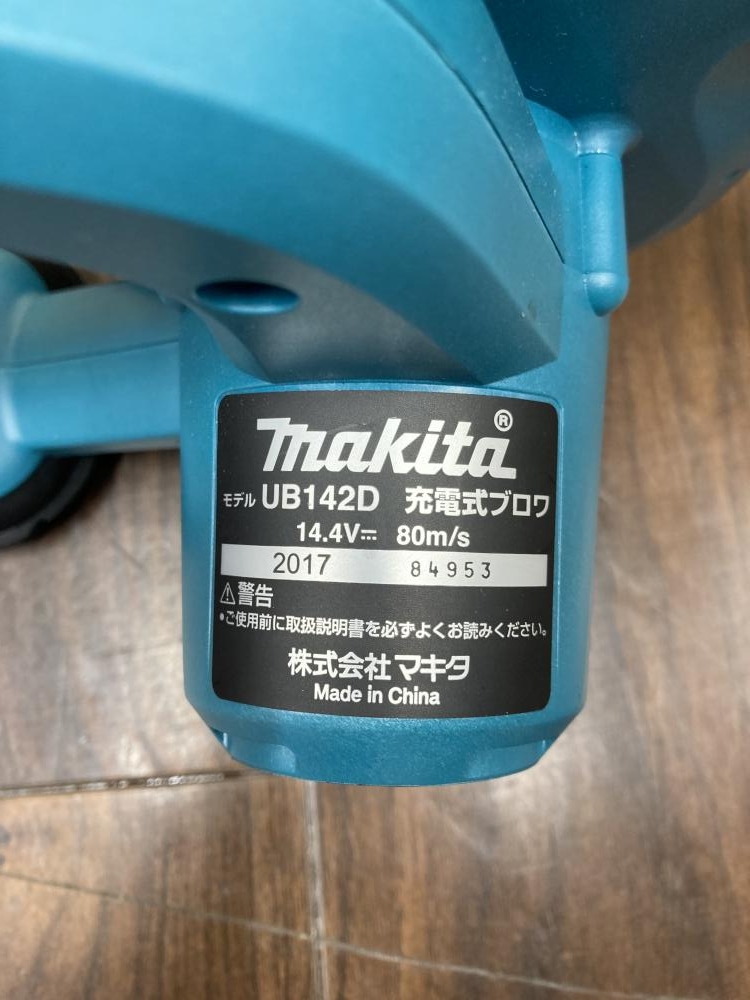 makita®
モデル UB142D 充電式ブロワ
14.4V⎓ 80m/s
2017 84953
⚠警告
•ご使用前に取扱説明書を必ずよくお読みください。
株式会社マキタ
Made in China